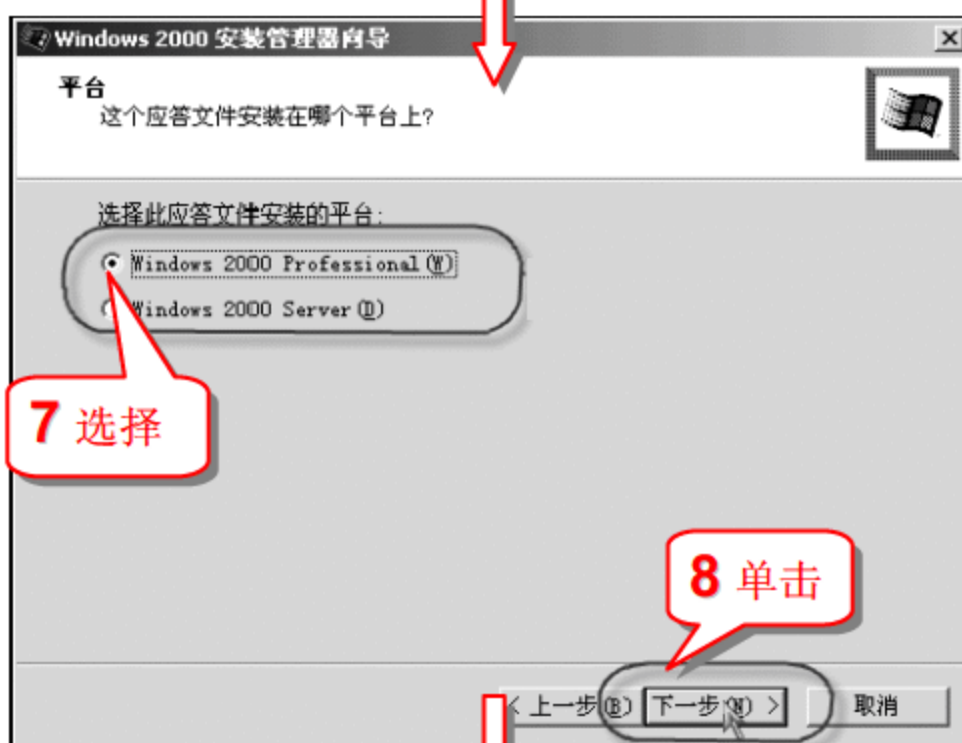 Windows 2000 安装管理器向导
平台
这个应答文件安装在哪个平台上?
选择此应答文件安装的平台:
Windows 2000 Professional(W)
Windows 2000 Server(D)
7 选择
8 单击
< 上一步(B) 下一步(N) > 取消